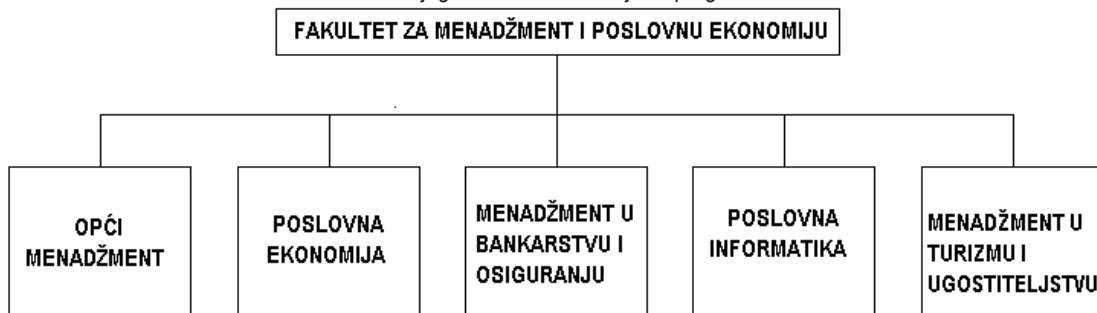 FAKULTET ZA MENADŽMENT I POSLOVNU EKONOMIJU
OPĆI
MENADŽMENT
POSLOVNA
EKONOMIJA
MENADŽMENT U
BANKARSTVU I
OSIGURANJU
POSLOVNA
INFORMATIKA
MENADŽMENT U
TURIZMU I
UGOSTITELJSTVU